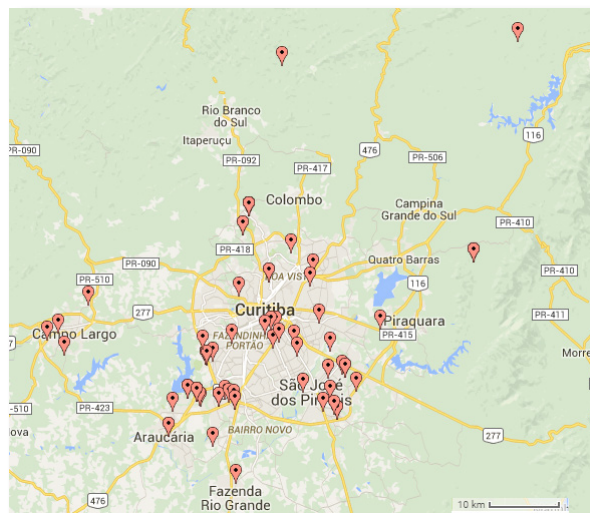 Rio Branco
do Sul
Itaperuçu
116
PR-090
PR-092
476
PR-506
PR-417
Colombo
Campina
Grande do Sul
PR-410
PR-418
PR-090
Quatro Barras
PR-510
116
PR-410
277
Curitiba
Piraquara
PR-411
PR-415
Campo Largo
FAZENDINHA
PORTÃO
Morre
São José
dos Pinhais
-510
PR-423
ova
BAIRRO NOVO
Araucária
277
Fazenda
Rio Grande
476
10 km